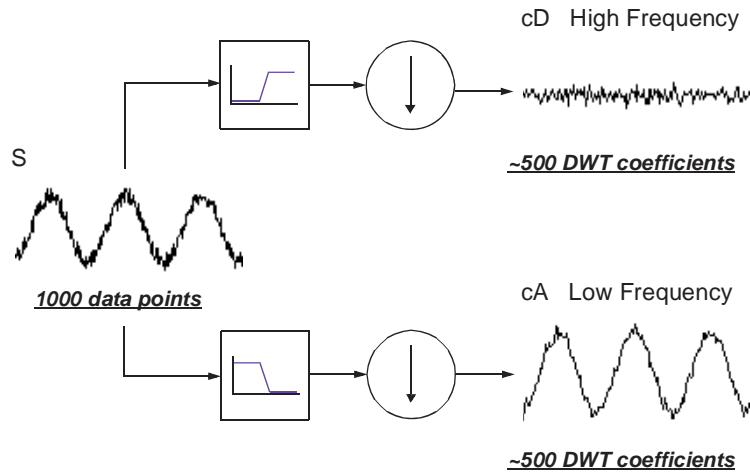 cD High Frequency
~500 DWT coefficients
S
1000 data points
cA Low Frequency
~500 DWT coefficients